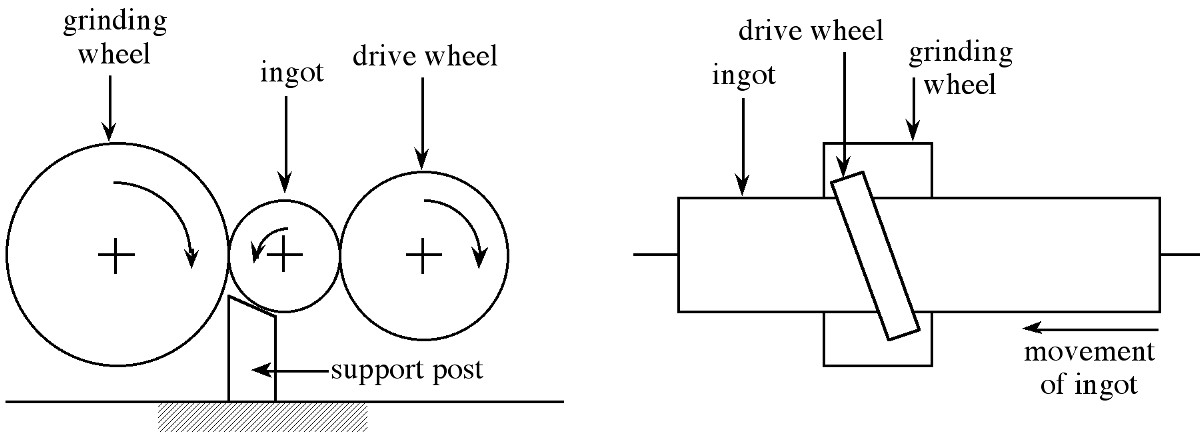 grinding
wheel
ingot
drive wheel
support post
drive wheel
ingot
grinding
wheel
movement
of ingot